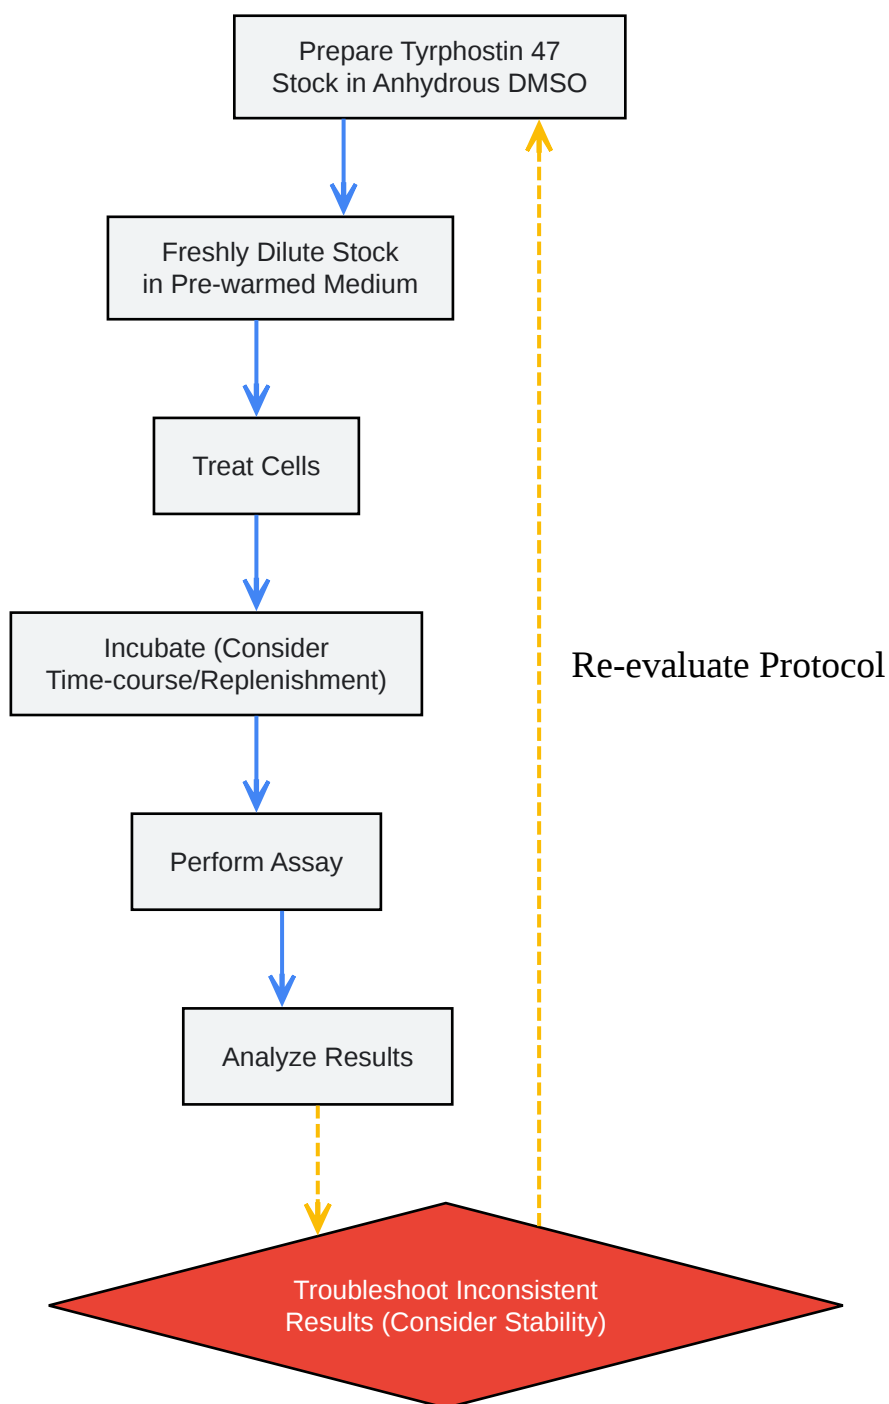 Prepare Tyrphostin 47
Stock in Anhydrous DMSO
Freshly Dilute Stock
in Pre-warmed Medium
Treat Cells
Incubate (Consider
Time-course/Replenishment)
Re-evaluate Protocol
Perform Assay
Analyze Results
Troubleshoot Inconsistent
Results (Consider Stability)